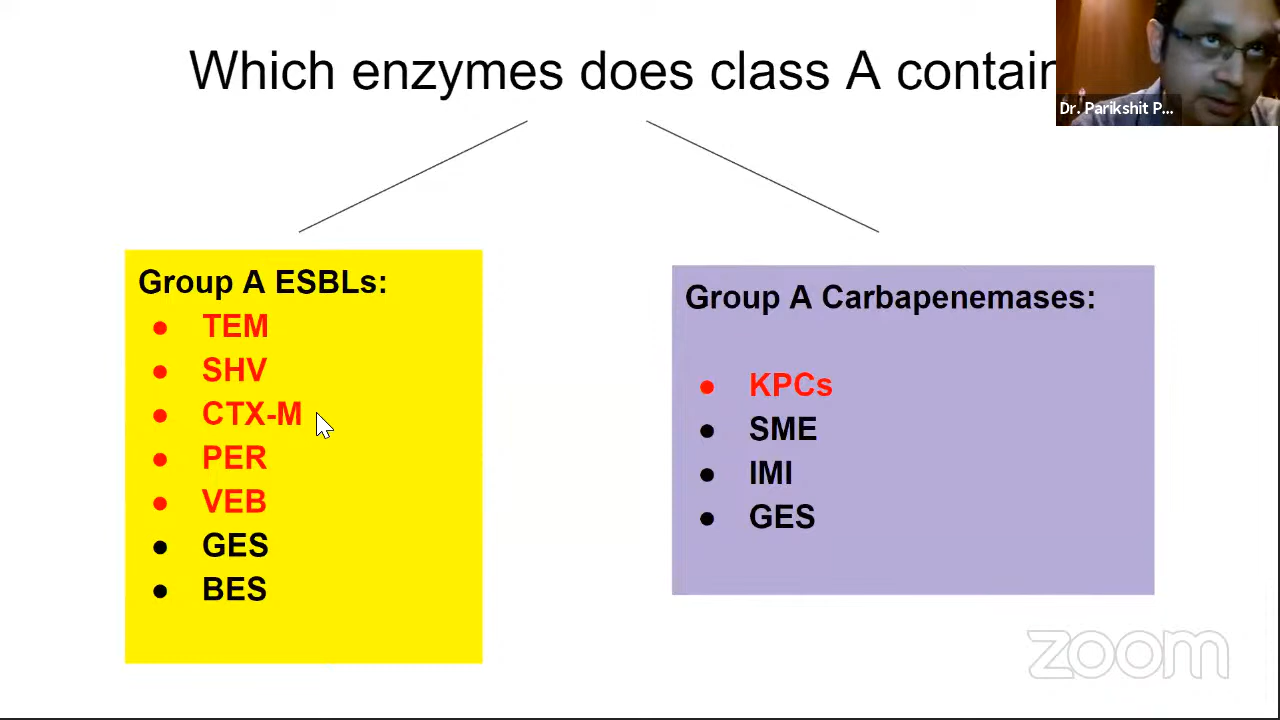 Which enzymes does class A contain
Dr. Parikshit P...
Group A ESBLs:
● TEM
● SHV
● CTX-M
● PER
● VEB
● GES
● BES
Group A Carbapenemases:
● KPCs
● SME
● IMI
● GES
zoom